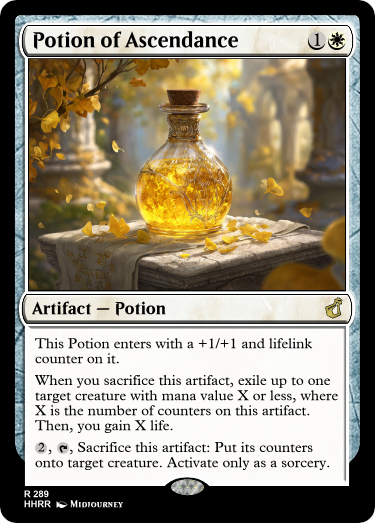 Potion of Ascendance 1
Artifact — Potion
This Potion enters with a +1/+1 and lifelink
counter on it.
When you sacrifice this artifact, exile up to one
target creature with mana value X or less, where
X is the number of counters on this artifact.
Then, you gain X life.
2, , Sacrifice this artifact: Put its counters
onto target creature. Activate only as a sorcery.
R 289
HHRR Midjourney